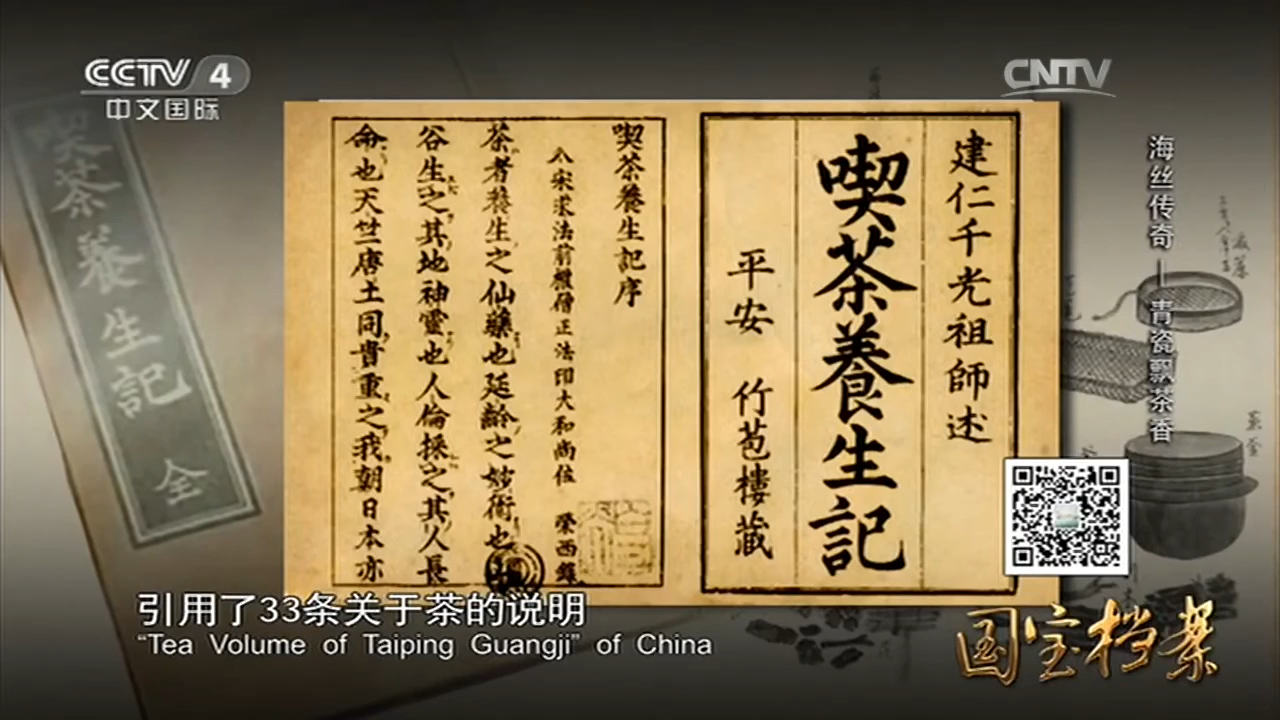 CCTV 4
中文国际
CNTV
喫茶養生記 全
建仁千光祖師述
喫茶養生記
平安 竹苞樓藏
喫茶養生記序
入宋求法前權僧正法印大和尚位 榮西錄
茶者養生之仙藥也延齡之妙術也
谷生之其地神靈也人倫採之其人長
命也天竺唐土同貴重之我朝日本亦
海丝传奇——青瓷飘茶香
引用了33条关于茶的说明
“Tea Volume of Taiping Guangji” of China
国宝档案